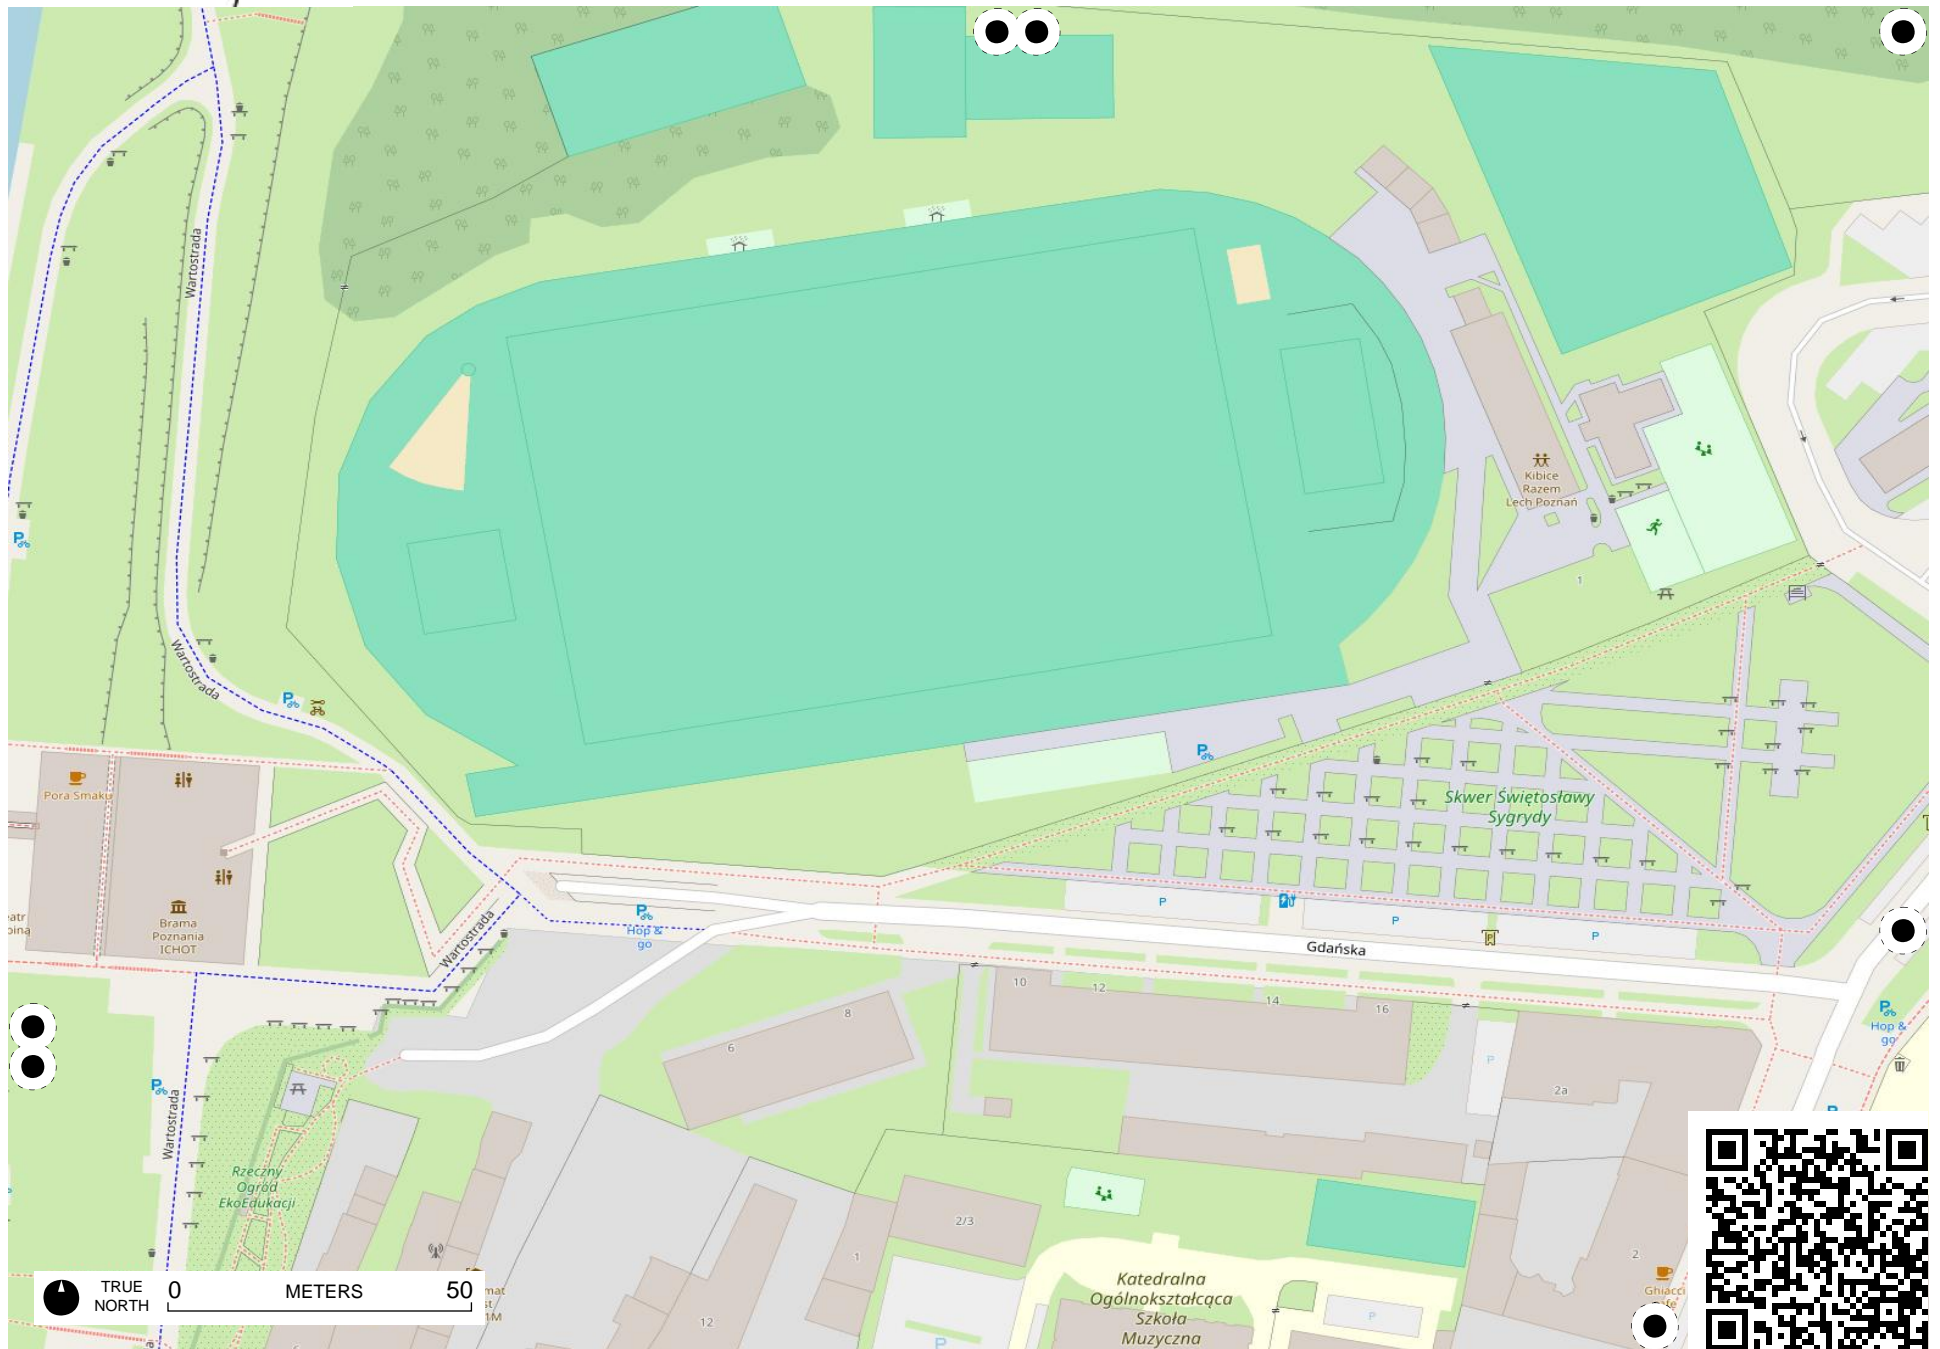 Wartostrada
Wartostrada
Kibice
Razem
Lech Poznań
1
P
P
P
Pora Smaku
Skwer Świętosławy
Sygrydy
Brama
Poznania
ICHOT
Wartostrada
P
Hop &
go
P
P
P
P
Gdańska
10
12
14
16
8
6
P
Hop &
go
P
2a
P
Wartostrada
Rzeczny
Ogród
EkoEdukacji
2/3
1
2
12
P
P
Katedralna
Ogólnokształcąca
Szkoła
Muzyczna
Ghiacci
TRUE
NORTH
0 METERS 50